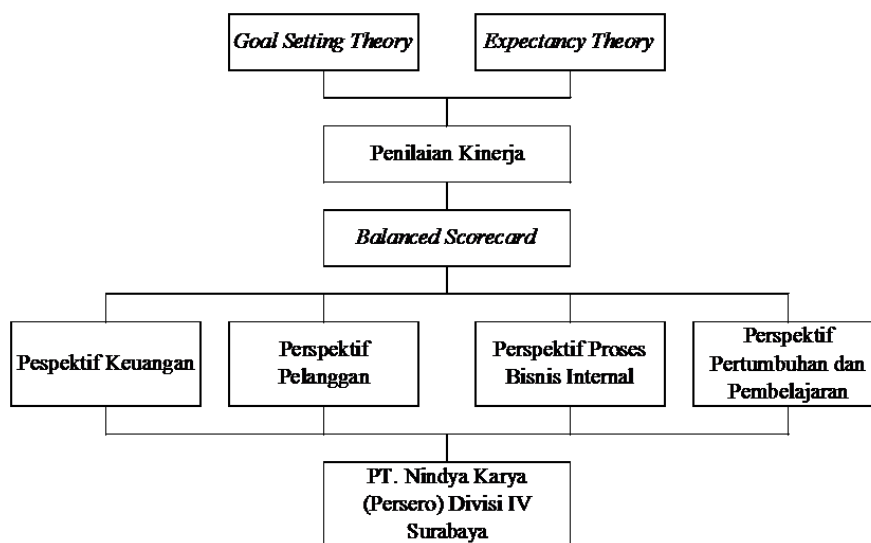 Goal Setting Theory
Expectancy Theory
Penilaian Kinerja
Balanced Scorecard
Pespektif Keuangan
Perspektif
Pelanggan
Perspektif Proses
Bisnis Internal
Perspektif
Pertumbuhan dan
Pembelajaran
PT. Nindya Karya
(Persero) Divisi IV
Surabaya